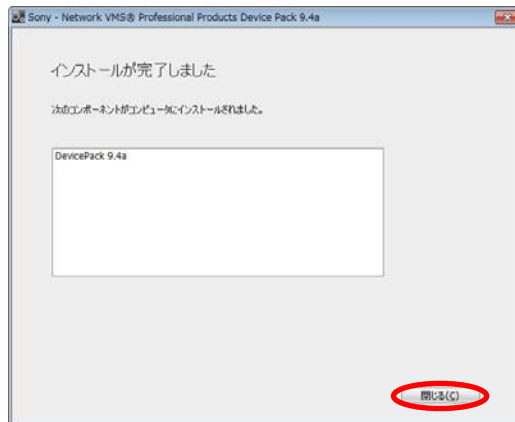 Sony - Network VMS® Professional Products Device Pack 9.4a
インストールが完了しました
次のコンポーネントがコンピュータにインストールされました。
DevicePack 9.4a
閉じる(C)